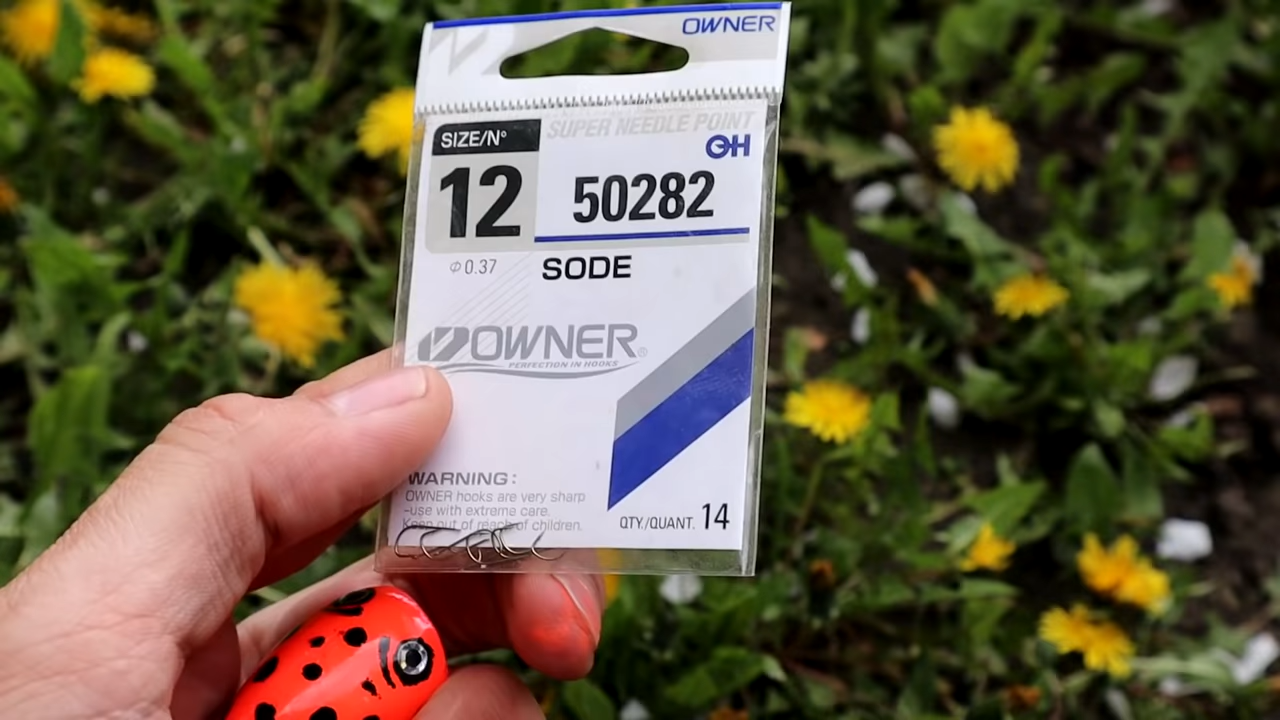 OWNER
SUPER NEEDLE POINT
SIZE/N°
OH
12
50282
Φ 0.37
SODE
OWNER®
PERFECTION IN HOOKS
WARNING:
OWNER hooks are very sharp
-use with extreme care.
Keep out of reach of children.
QTY./QUANT. 14